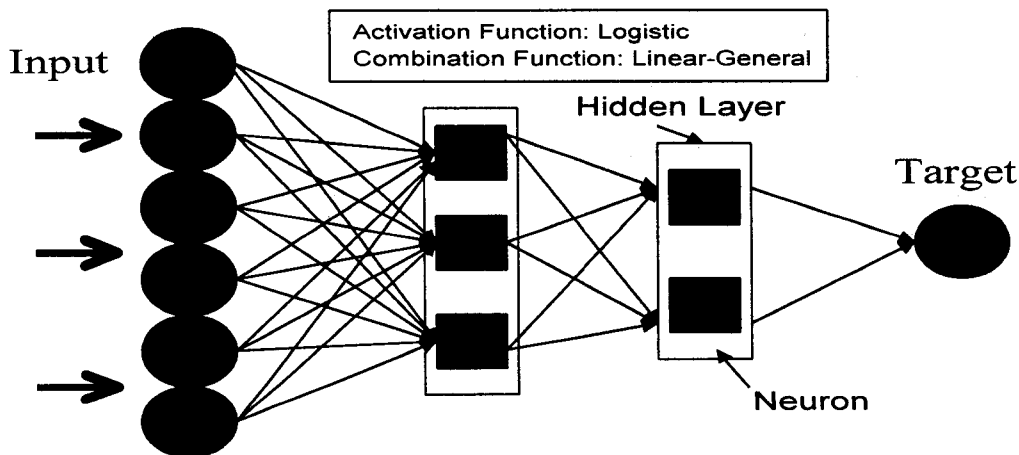 Activation Function: Logistic
Combination Function: Linear-General
Input
Hidden Layer
Target
Neuron